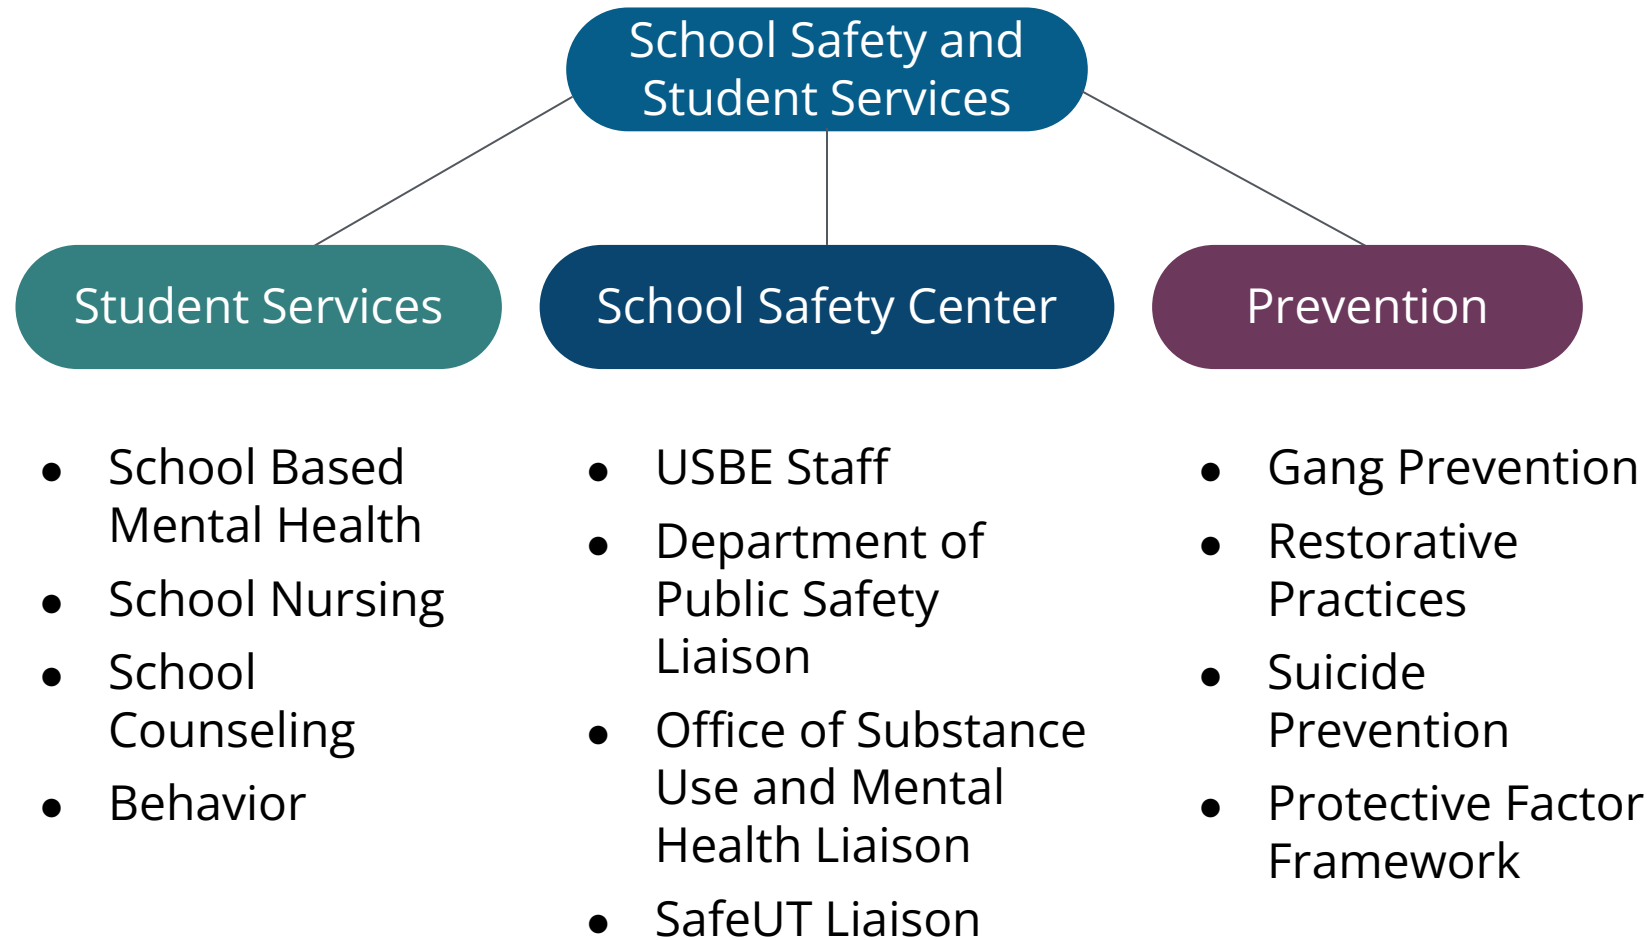 School Safety and
Student Services
Student Services
School Safety Center
Prevention
● School Based
Mental Health
● School Nursing
● School
Counseling
● Behavior
● USBE Staff
● Department of
Public Safety
Liaison
● Office of Substance
Use and Mental
Health Liaison
● SafeUT Liaison
● Gang Prevention
● Restorative
Practices
● Suicide
Prevention
● Protective Factor
Framework